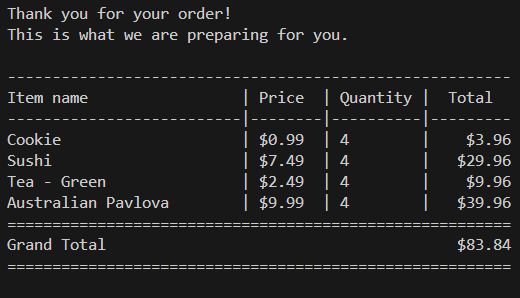 Thank you for your order!
This is what we are preparing for you.

--------------------------------------------------------
Item name                 | Price  | Quantity |  Total
--------------------------|--------|----------|---------
Cookie                    | $0.99  | 4        |    $3.96
Sushi                     | $7.49  | 4        |   $29.96
Tea - Green               | $2.49  | 4        |    $9.96
Australian Pavlova        | $9.99  | 4        |   $39.96
========================================================
Grand Total                                       $83.84
========================================================